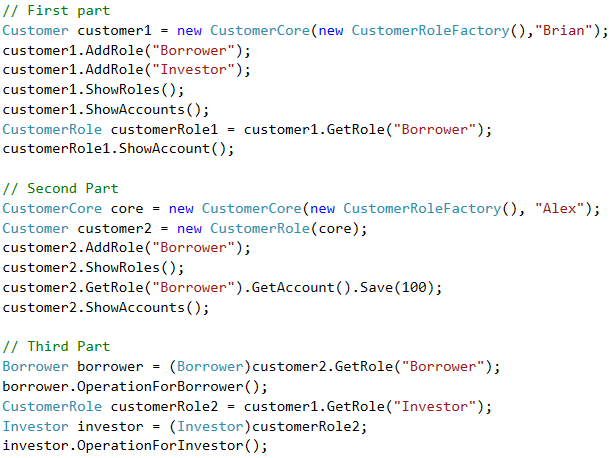 // First part
Customer customer1 = new CustomerCore(new CustomerRoleFactory(),"Brian");
customer1.AddRole("Borrower");
customer1.AddRole("Investor");
customer1.ShowRoles();
customer1.ShowAccounts();
CustomerRole customerRole1 = customer1.GetRole("Borrower");
customerRole1.ShowAccount();
// Second Part
CustomerCore core = new CustomerCore(new CustomerRoleFactory(), "Alex");
Customer customer2 = new CustomerRole(core);
customer2.AddRole("Borrower");
customer2.ShowRoles();
customer2.GetRole("Borrower").GetAccount().Save(100);
customer2.ShowAccounts();
// Third Part
Borrower borrower = (Borrower)customer2.GetRole("Borrower");
borrower.OperationForBorrower();
CustomerRole customerRole2 = customer1.GetRole("Investor");
Investor investor = (Investor)customerRole2;
investor.OperationForInvestor();